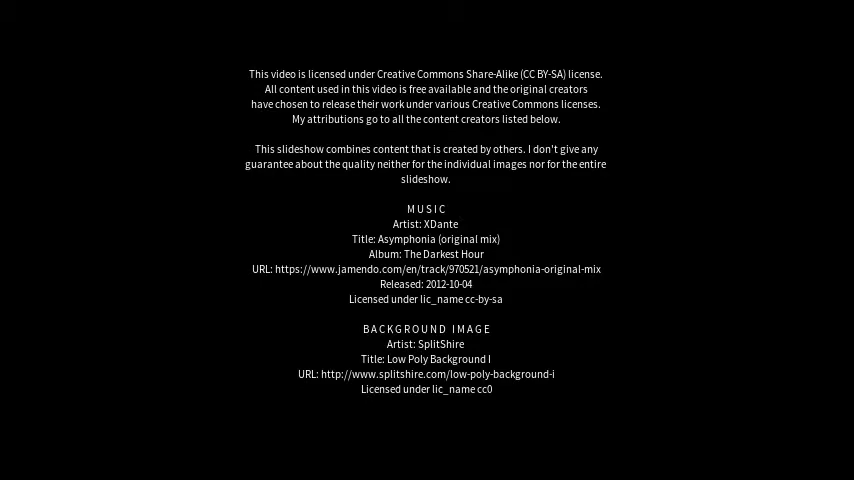 This video is licensed under Creative Commons Share-Alike (CC BY-SA) license.
All content used in this video is free available and the original creators
have chosen to release their work under various Creative Commons licenses.
My attributions go to all the content creators listed below.
This slideshow combines content that is created by others. I don't give any
guarantee about the quality neither for the individual images nor for the entire
slideshow.
MUSIC
Artist: XDante
Title: Asymphonia (original mix)
Album: The Darkest Hour
URL: https://www.jamendo.com/en/track/970521/asymphonia-original-mix
Released: 2012-10-04
Licensed under lic_name cc-by-sa
BACKGROUND IMAGE
Artist: SplitShire
Title: Low Poly Background I
URL: http://www.splitshire.com/low-poly-background-i
Licensed under lic_name cc0